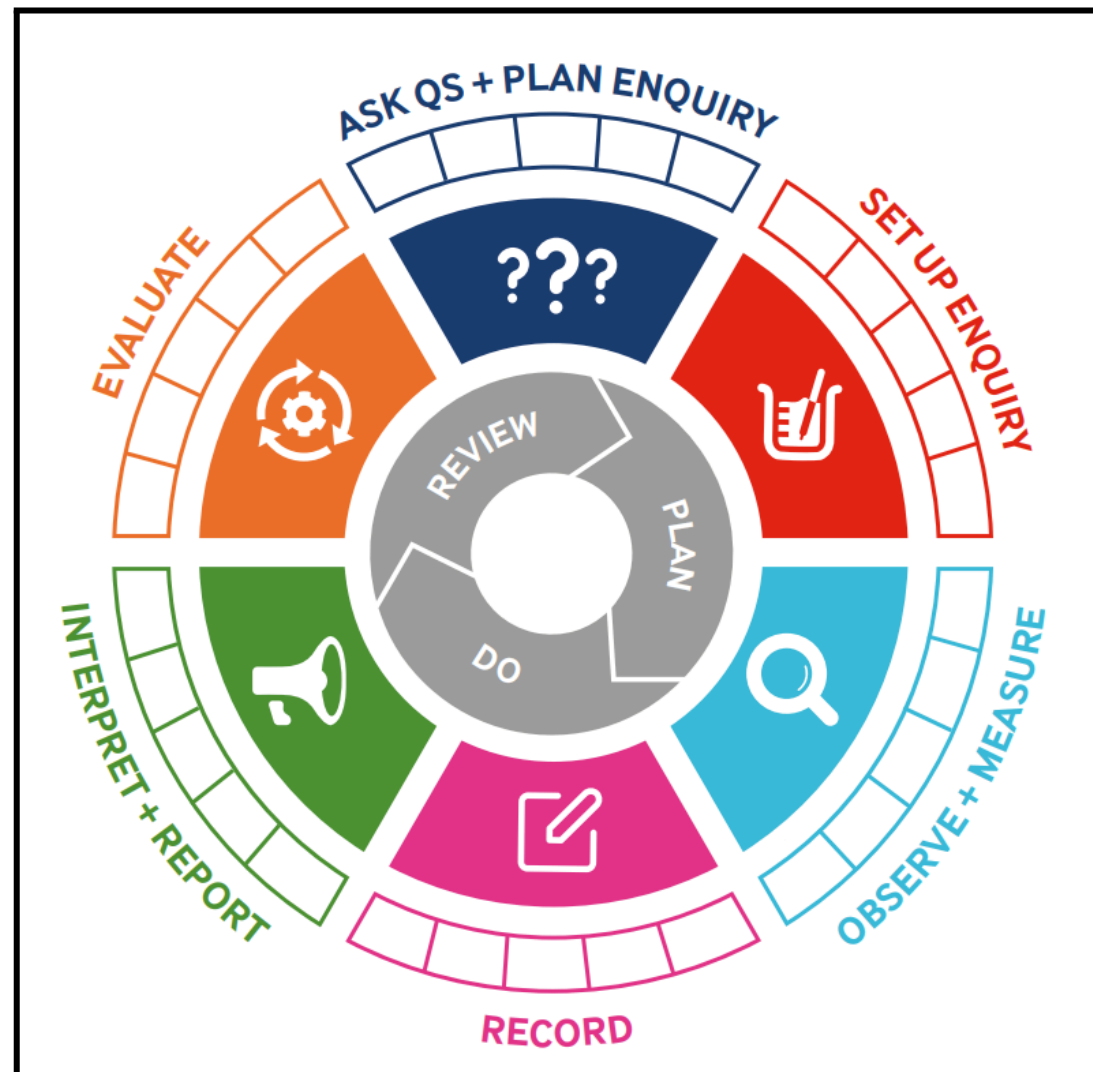 ASK QS + PLAN ENQUIRY
SET UP ENQUIRY
OBSERVE + MEASURE
RECORD
INTERPRET + REPORT
EVALUATE
???
REVIEW
PLAN
DO